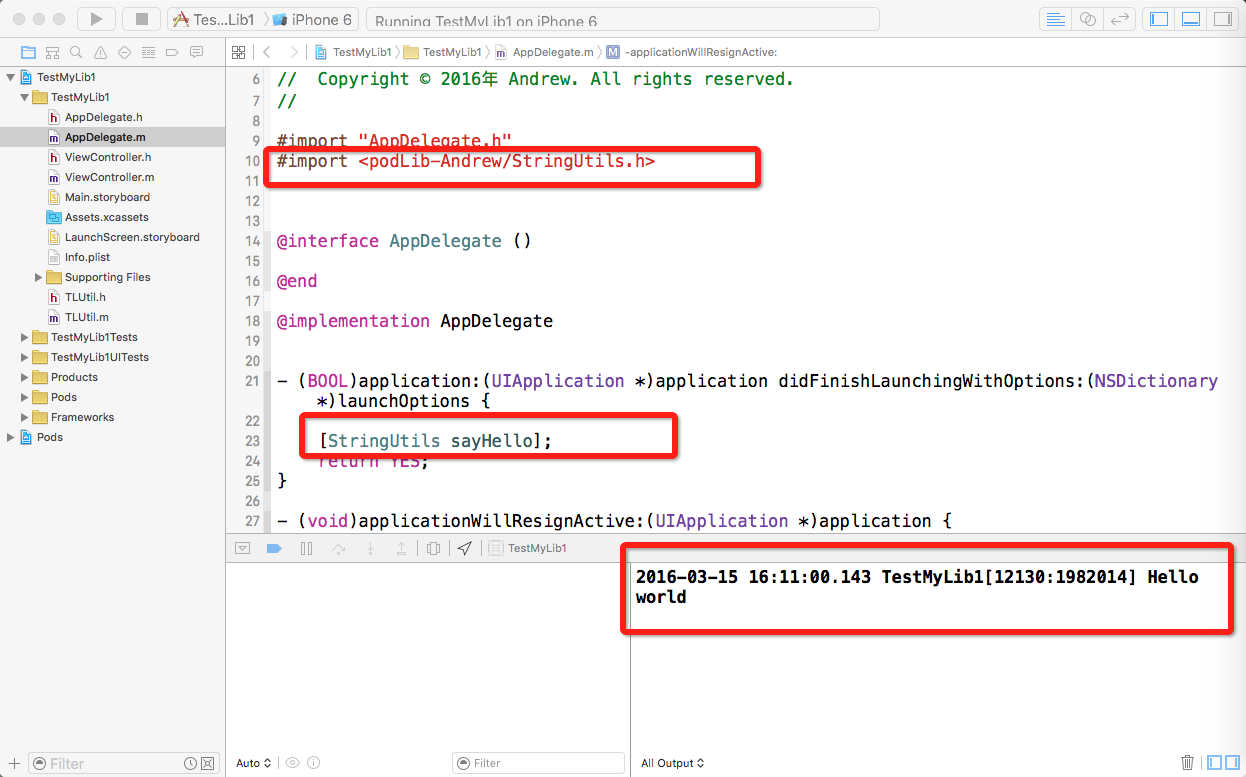 Tes...Lib1 〉 iPhone 6
Running TestMyLib1 on iPhone 6
TestMyLib1 〉 TestMyLib1 〉 m AppDelegate.m 〉 M -applicationWillResignActive:
TestMyLib1
TestMyLib1
h AppDelegate.h
m AppDelegate.m
h ViewController.h
m ViewController.m
Main.storyboard
Assets.xcassets
LaunchScreen.storyboard
Info.plist
Supporting Files
h TLUtil.h
m TLUtil.m
TestMyLib1Tests
TestMyLib1UITests
Products
Pods
Frameworks
Pods
6 //  Copyright © 2016年 Andrew. All rights reserved.
7 //
8
9 #import "AppDelegate.h"
10 #import <podLib-Andrew/StringUtils.h>
11
12
13
14 @interface AppDelegate ()
15
16 @end
17
18 @implementation AppDelegate
19
20
21 - (BOOL)application:(UIApplication *)application didFinishLaunchingWithOptions:(NSDictionary
*)launchOptions {
22
23 [StringUtils sayHello];
24 return YES;
25 }
26
27 - (void)applicationWillResignActive:(UIApplication *)application {
TestMyLib1
2016-03-15 16:11:00.143 TestMyLib1[12130:1982014] Hello
world
Filter
Auto
Filter
All Output